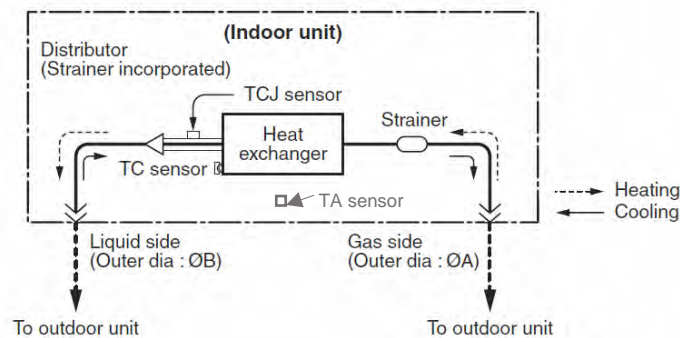 (Indoor unit)
Distributor
(Strainer incorporated)
TCJ sensor
Strainer
Heat
exchanger
TC sensor
TA sensor
Heating
Cooling
Liquid side
(Outer dia : ØB)
Gas side
(Outer dia : ØA)
To outdoor unit
To outdoor unit